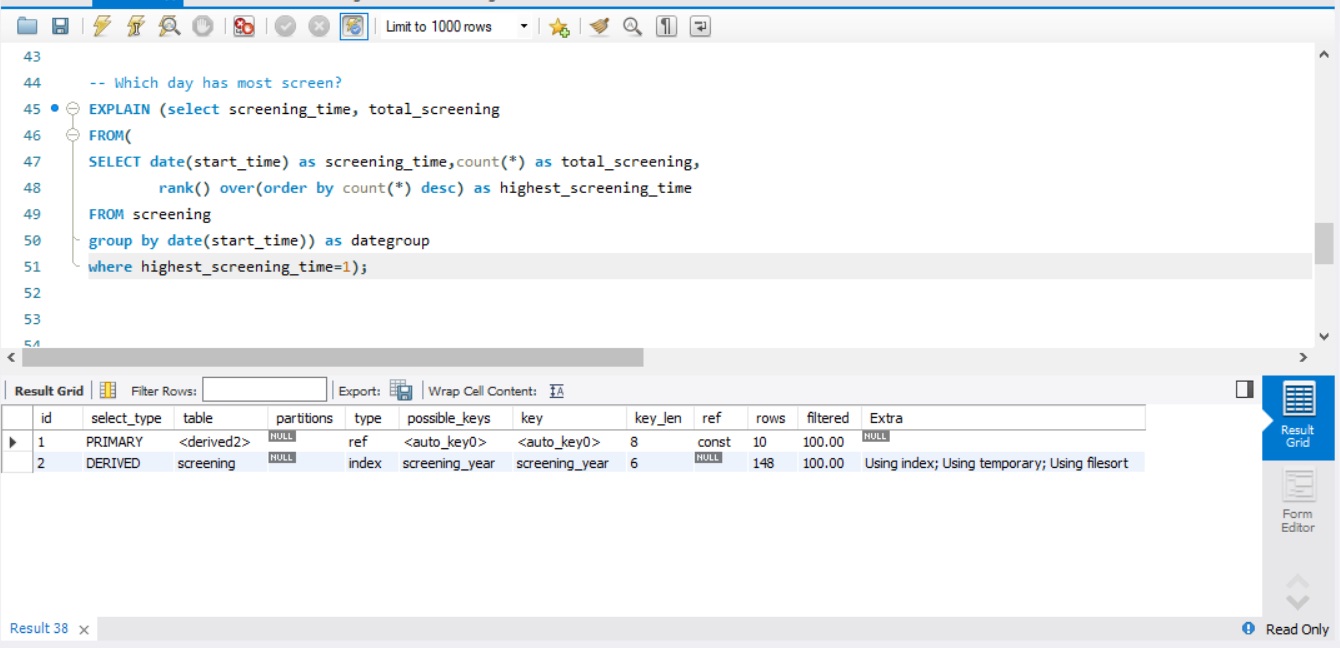 Limit to 1000 rows
43
44 -- Which day has most screen?
45 EXPLAIN (select screening_time, total_screening
46 FROM(
47 SELECT date(start_time) as screening_time,count(*) as total_screening,
48 rank() over(order by count(*) desc) as highest_screening_time
49 FROM screening
50 group by date(start_time)) as dategroup
51 where highest_screening_time=1);
52
53
54
Result Grid Filter Rows: Export: Wrap Cell Content: IA
id select_type table partitions type possible_keys key key_len ref rows filtered Extra
1 PRIMARY <derived2> NULL ref <auto_key0> <auto_key0> 8 const 10 100.00 NULL
2 DERIVED screening NULL index screening_year screening_year 6 NULL 148 100.00 Using index; Using temporary; Using filesort
Result
Grid
Form
Editor
Result 38
Read Only